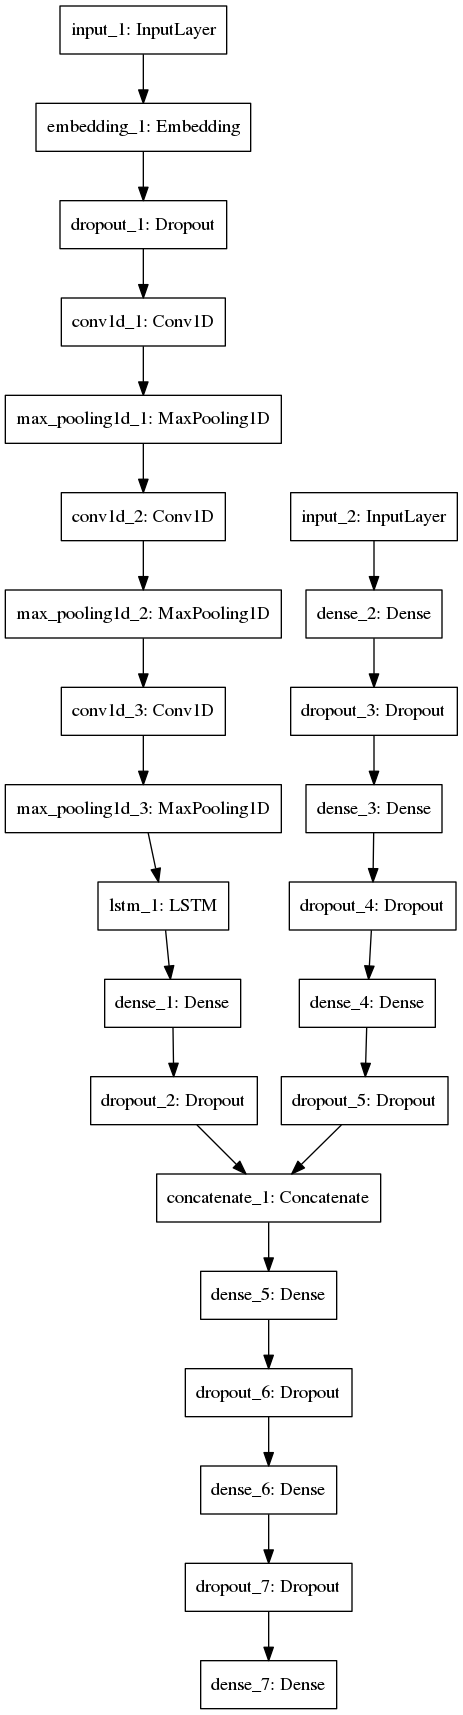 input_1: InputLayer
embedding_1: Embedding
dropout_1: Dropout
conv1d_1: Conv1D
max_pooling1d_1: MaxPooling1D
conv1d_2: Conv1D
input_2: InputLayer
max_pooling1d_2: MaxPooling1D
dense_2: Dense
conv1d_3: Conv1D
dropout_3: Dropout
max_pooling1d_3: MaxPooling1D
dense_3: Dense
lstm_1: LSTM
dropout_4: Dropout
dense_1: Dense
dense_4: Dense
dropout_2: Dropout
dropout_5: Dropout
concatenate_1: Concatenate
dense_5: Dense
dropout_6: Dropout
dense_6: Dense
dropout_7: Dropout
dense_7: Dense